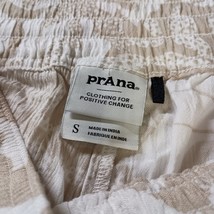 prAna
CLOTHING FOR
POSITIVE CHANGE
S
MADE IN INDIA
FABRIQUÉ EN INDE